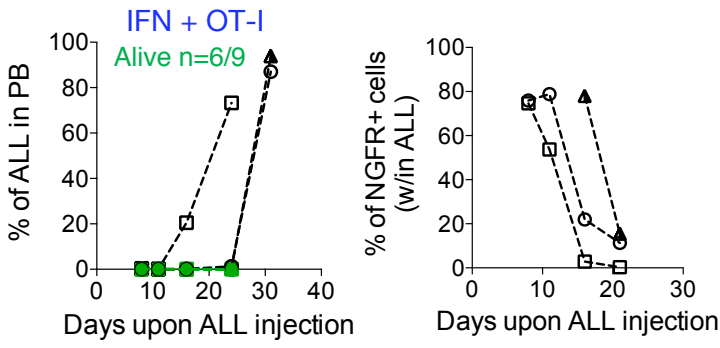 IFN + OT-I
Alive n=6/9
% of ALL in PB
100
80
60
40
20
0
0 10 20 30 40
Days upon ALL injection
% of NGFR+ cells
(w/in ALL)
100
80
60
40
20
0
0 10 20 30
Days upon ALL injection